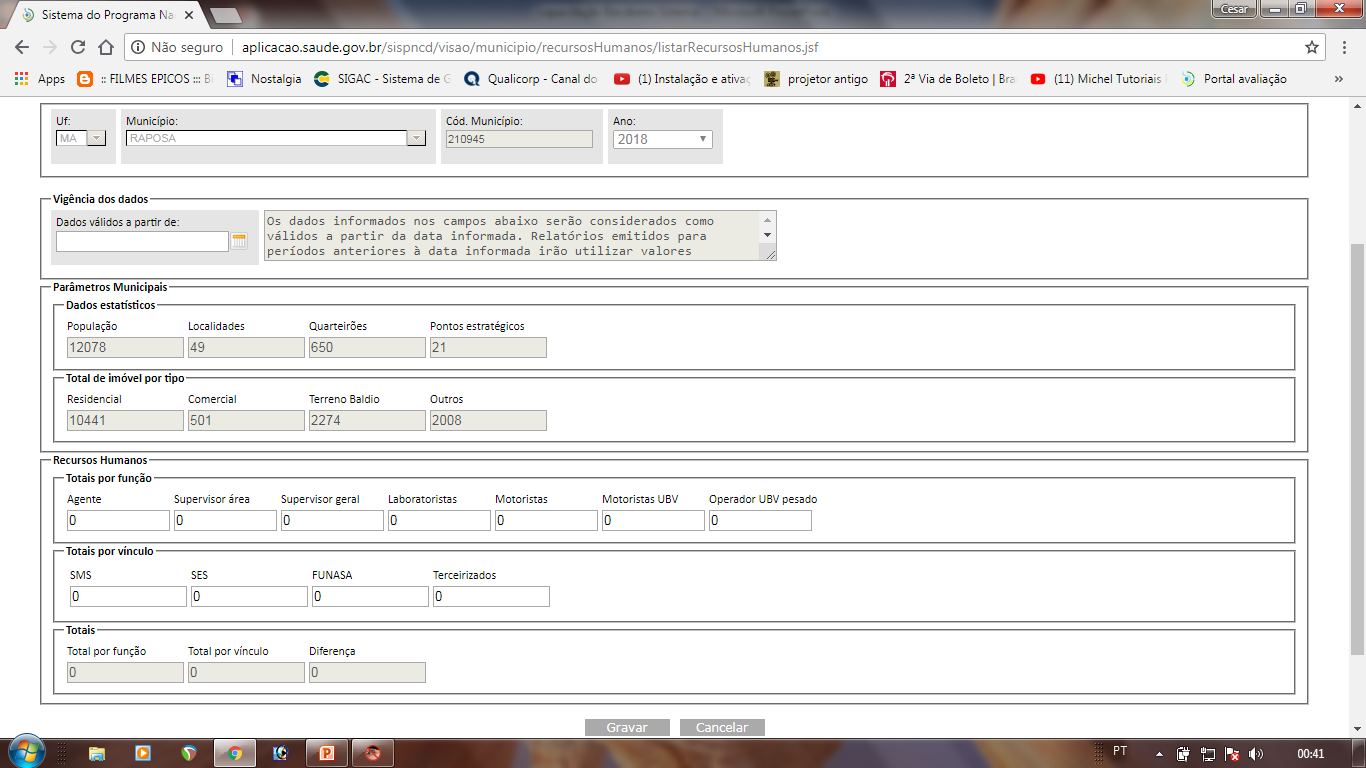 Sistema do Programa Na
Cesar
Não seguro
aplicacao.saude.gov.br/sispncd/visao/municipio/recursosHumanos/listarRecursosHumanos.jsf
Apps
:: FILMES EPICOS ::: B
Nostalgia
SIGAC - Sistema de G
Qualicorp - Canal do
(1) Instalação e ativaç
projetor antigo
2ª Via de Boleto | Bra
(11) Michel Tutoriais
Portal avaliação
»
Uf:
Município:
Cód. Município:
Ano:
MA
RAPOSA
210945
2018
Vigência dos dados
Dados válidos a partir de:
Os dados informados nos campos abaixo serão considerados como
válidos a partir da data informada. Relatórios emitidos para
períodos anteriores à data informada irão utilizar valores
Parâmetros Municipais
Dados estatísticos
População
Localidades
Quarteirões
Pontos estratégicos
12078
49
650
21
Total de imóvel por tipo
Residencial
Comercial
Terreno Baldio
Outros
10441
501
2274
2008
Recursos Humanos
Totais por função
Agente
Supervisor área
Supervisor geral
Laboratoristas
Motoristas
Motoristas UBV
Operador UBV pesado
0
0
0
0
0
0
0
Totais por vínculo
SMS
SES
FUNASA
Terceirizados
0
0
0
0
Totais
Total por função
Total por vínculo
Diferença
0
0
0
Gravar
Cancelar
PT
00:41